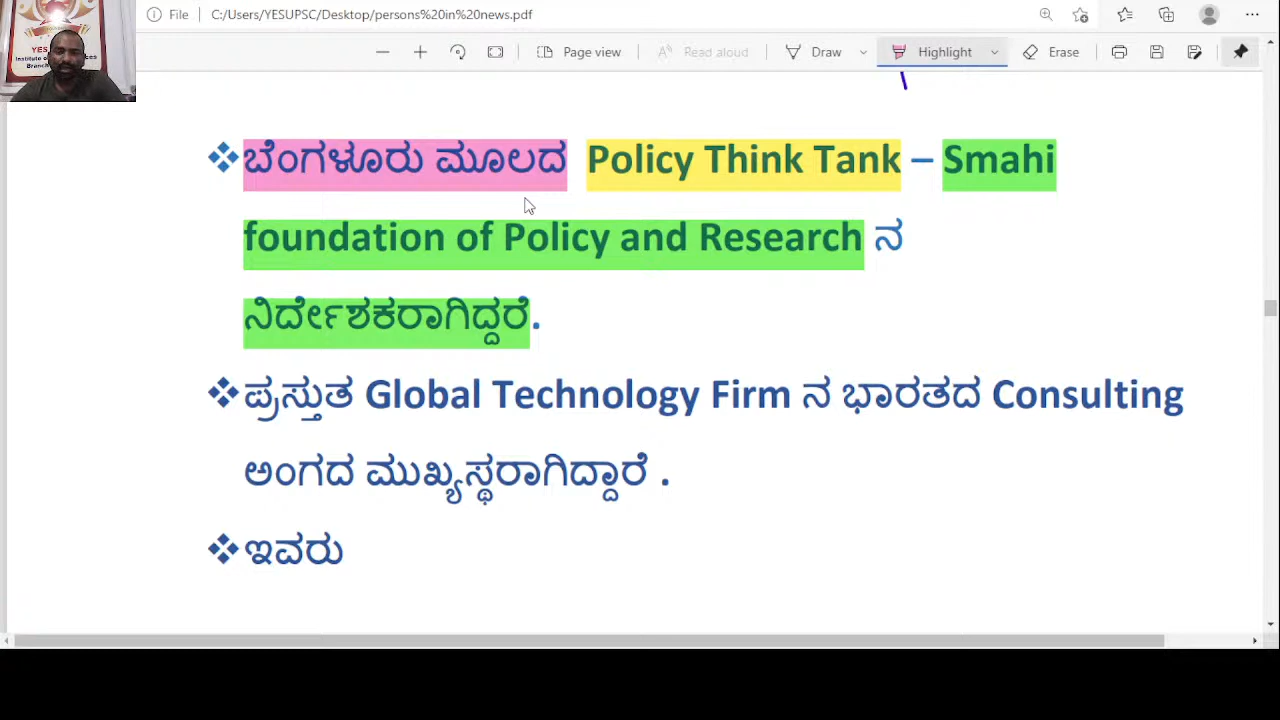 File
C:/Users/YESUPSC/Desktop/persons%20in%20news.pdf
Page view
Read aloud
Draw
Highlight
Erase
ಬೆಂಗಳೂರು ಮೂಲದ Policy Think Tank – Smahi
foundation of Policy and Research ನ
ನಿರ್ದೇಶಕರಾಗಿದ್ದರೆ.
ಪ್ರಸ್ತುತ Global Technology Firm ನ ಭಾರತದ Consulting
ಅಂಗದ ಮುಖ್ಯಸ್ಥರಾಗಿದ್ದಾರೆ .
ಇವರು